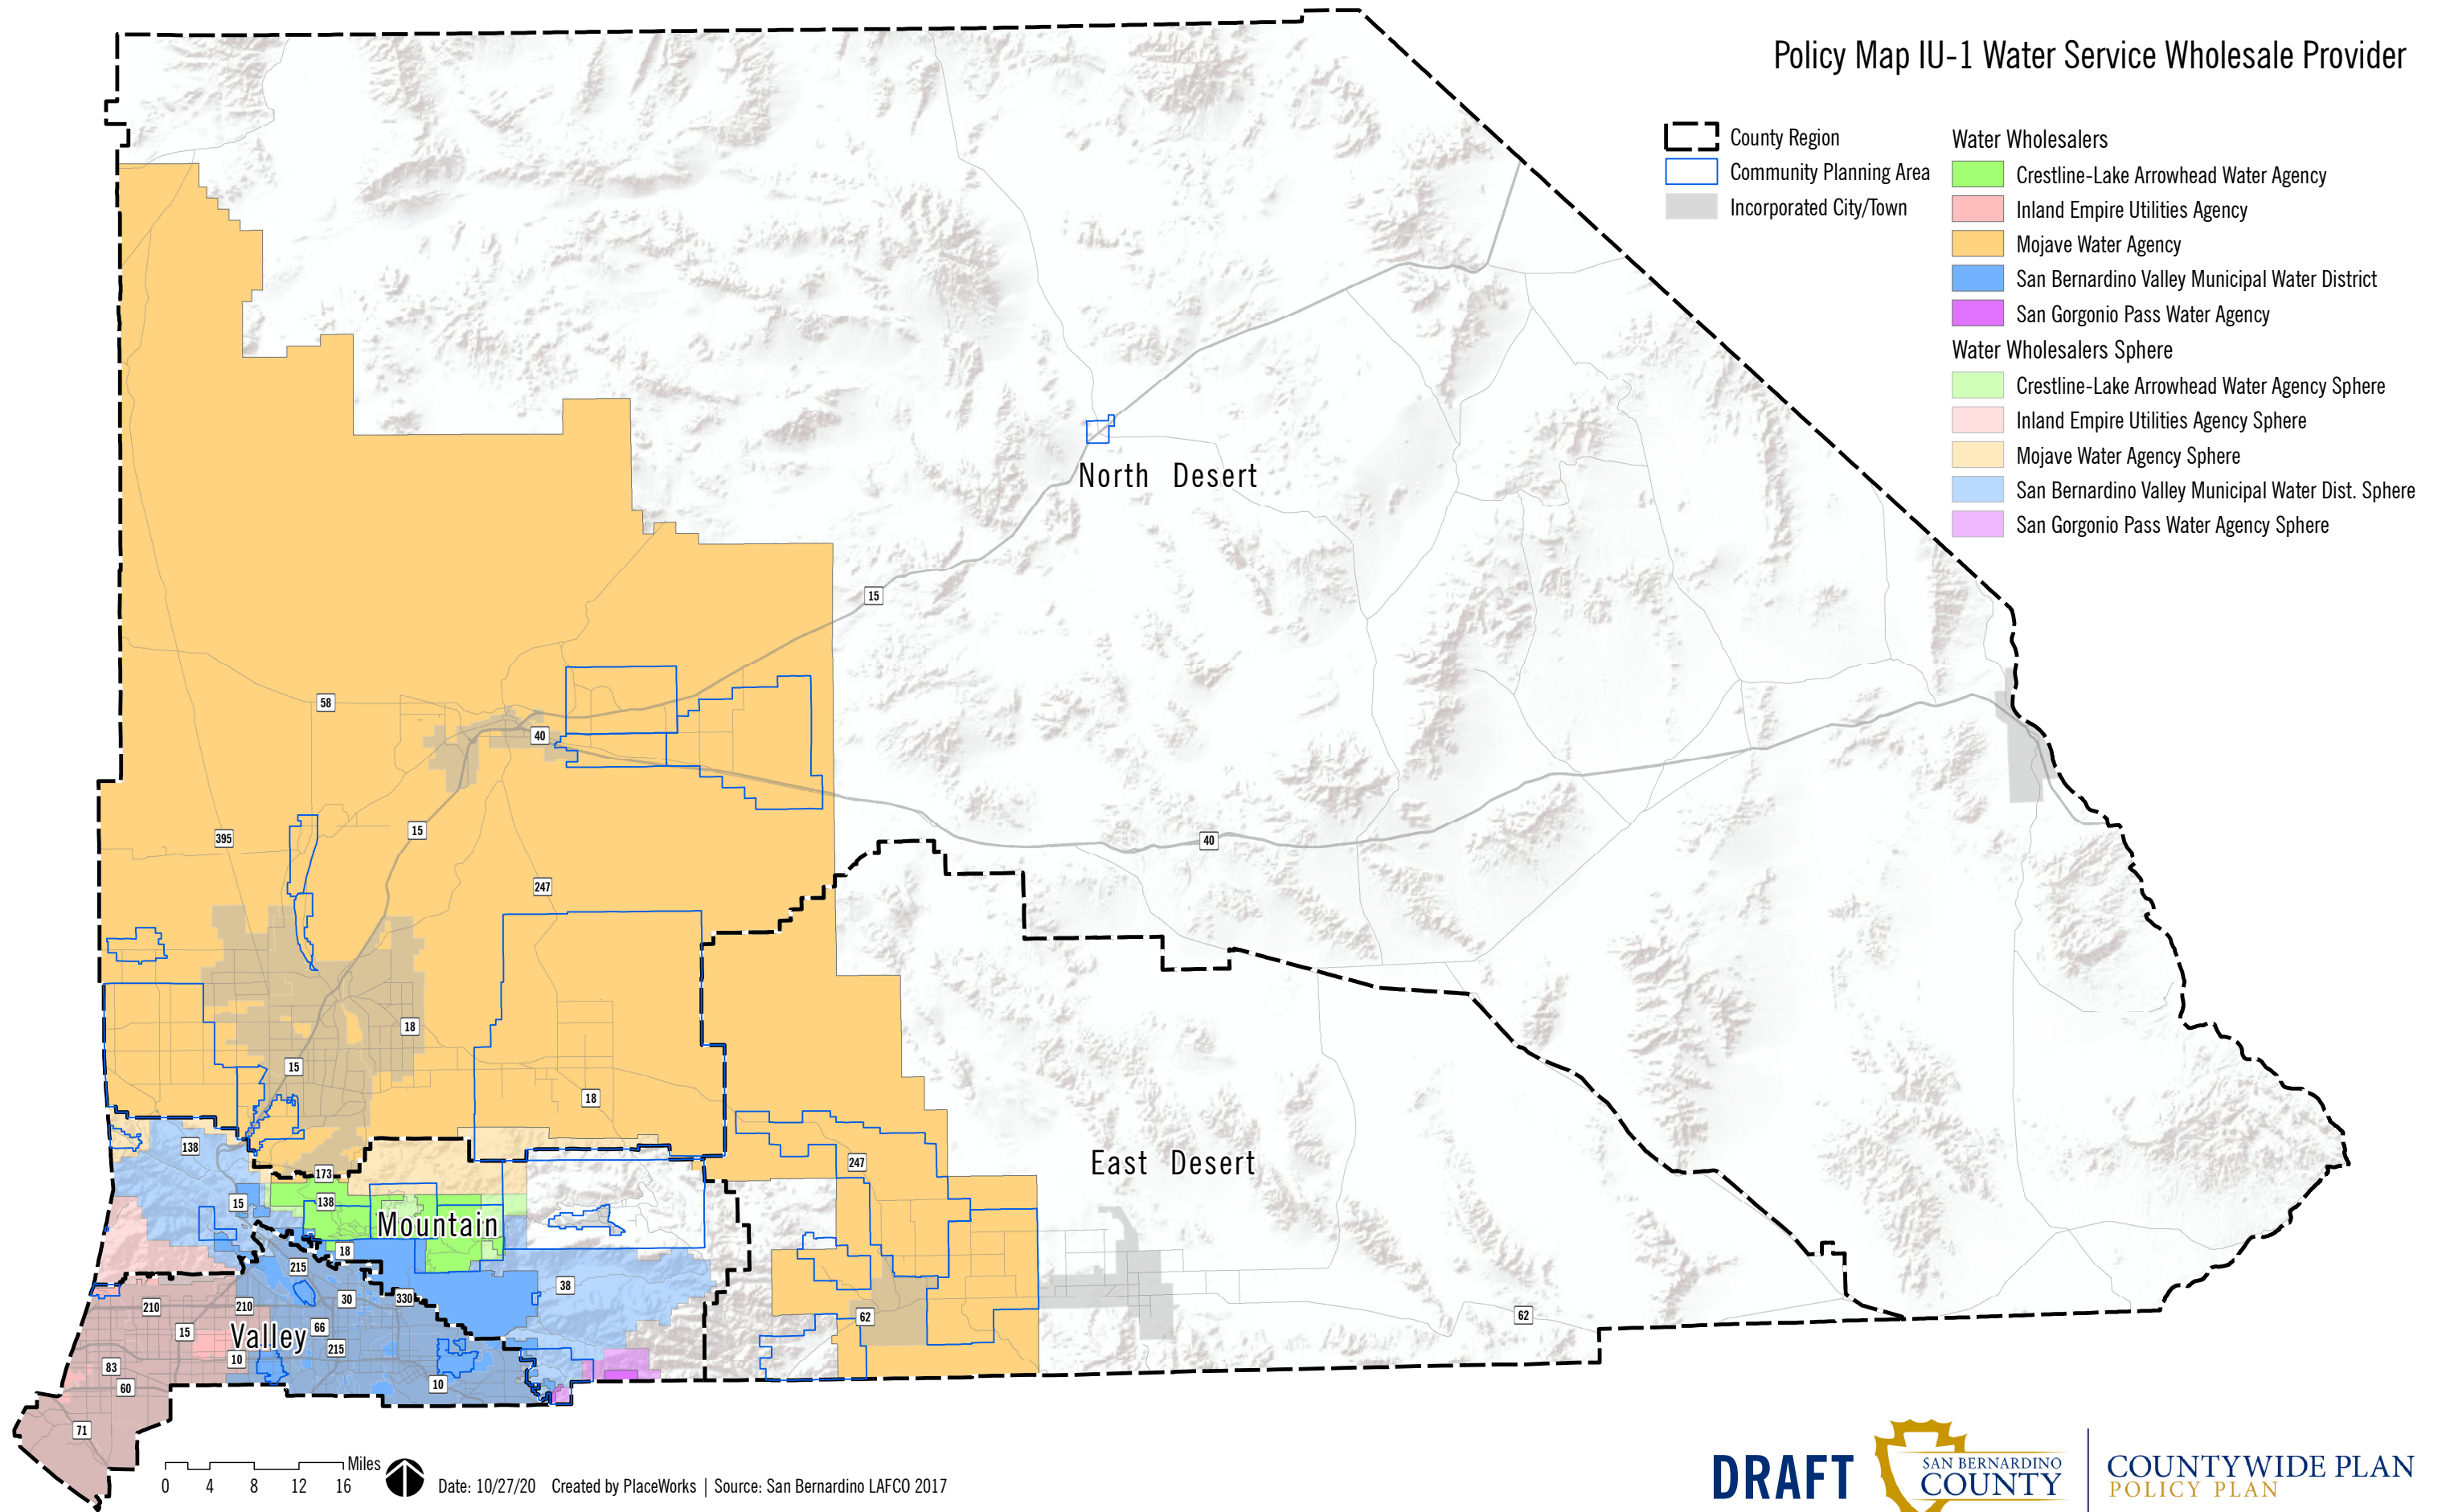 Policy Map IU-1 Water Service Wholesale Provider
County Region
Community Planning Area
Incorporated City/Town
Water Wholesalers
Crestline-Lake Arrowhead Water Agency
Inland Empire Utilities Agency
Mojave Water Agency
San Bernardino Valley Municipal Water District
San Gorgonio Pass Water Agency
Water Wholesalers Sphere
Crestline-Lake Arrowhead Water Agency Sphere
Inland Empire Utilities Agency Sphere
Mojave Water Agency Sphere
San Bernardino Valley Municipal Water Dist. Sphere
San Gorgonio Pass Water Agency Sphere
North Desert
15
58
40
15
395
40
247
18
15
18
138
247
East Desert
173
15
138
Mountain
18
215
38
210
210
30
330
62
62
15
Valley
66
215
83
10
60
10
71
Miles
0 4 8 12 16
Date: 10/27/20 Created by PlaceWorks | Source: San Bernardino LAFCO 2017
DRAFT
SAN BERNARDINO
COUNTY
COUNTYWIDE PLAN
POLICY PLAN